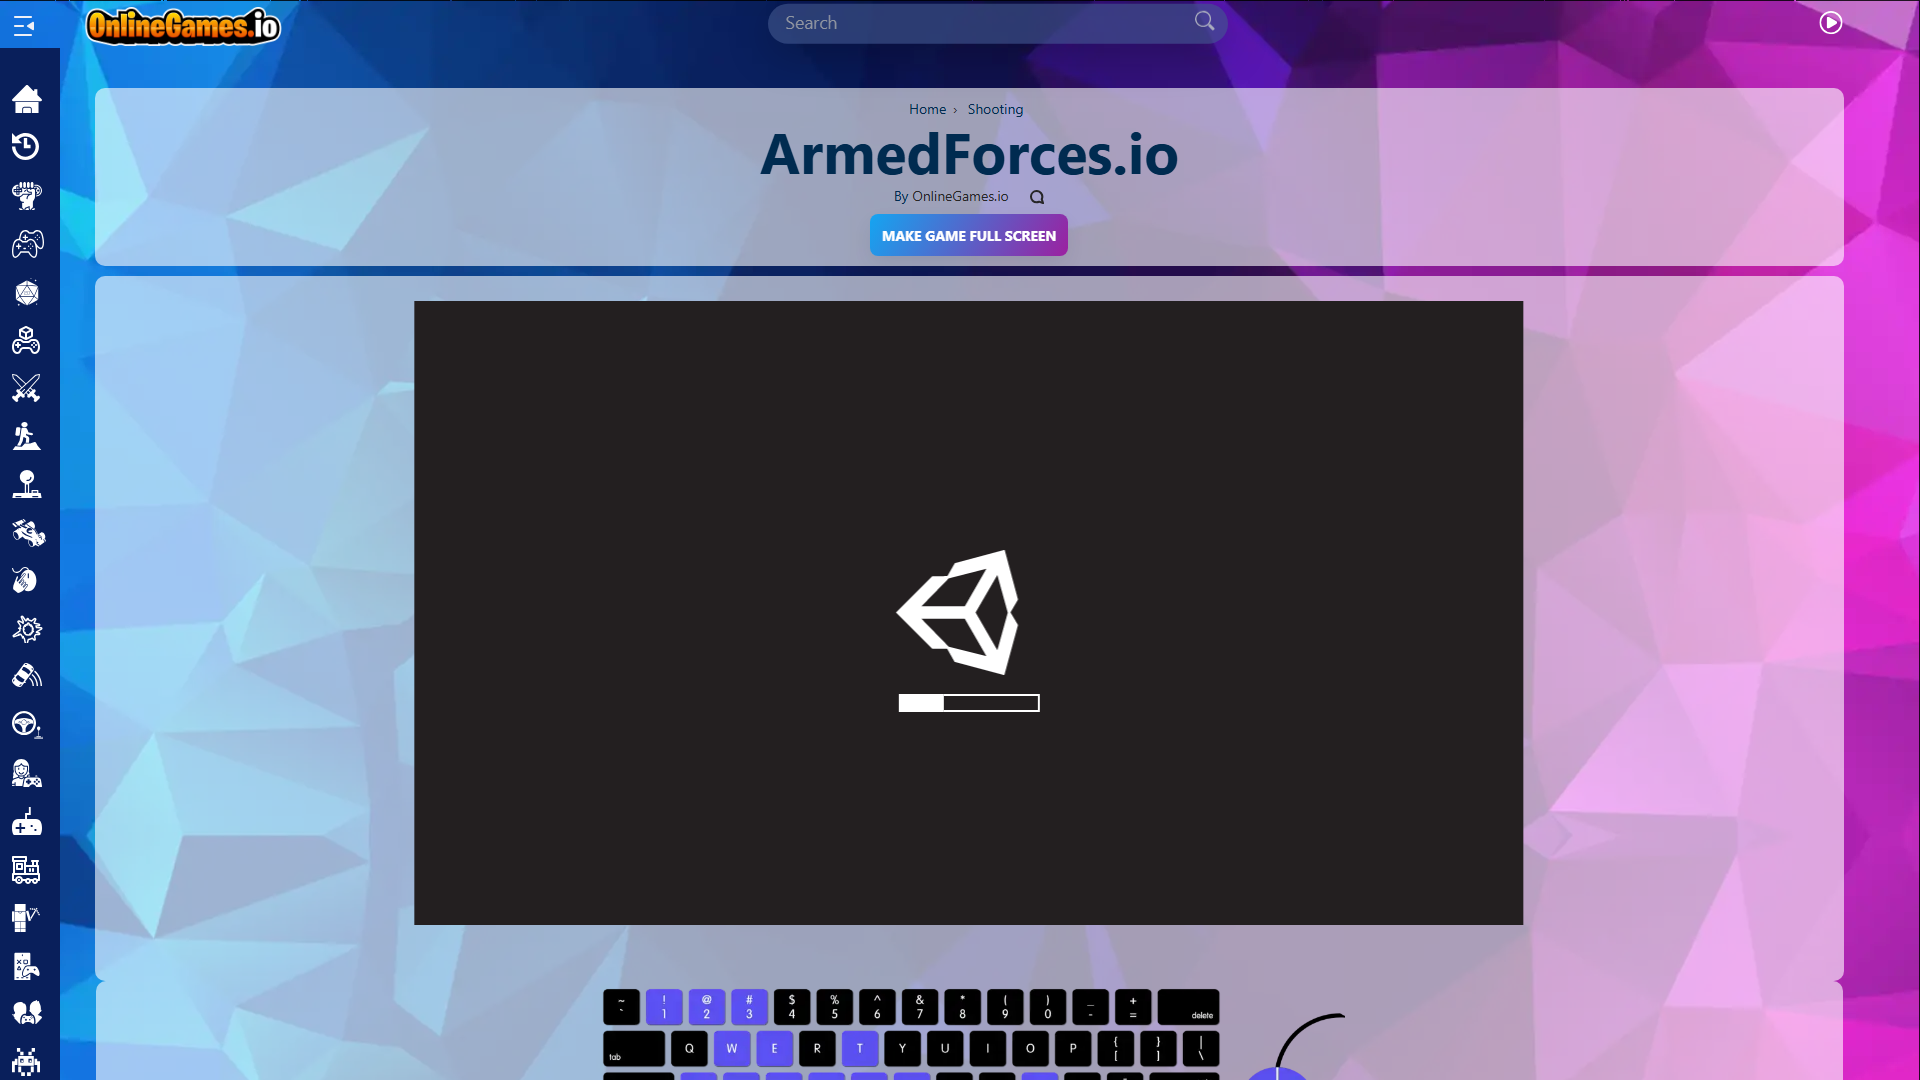 OnlineGames.io
Search
Home › Shooting
ArmedForces.io
By OnlineGames.io
MAKE GAME FULL SCREEN
~ ! @ # $ % ^ & * ( ) _ +
` 1 2 3 4 5 6 7 8 9 0 - = delete
tab Q W E R T Y U I O P { [ } ] | \